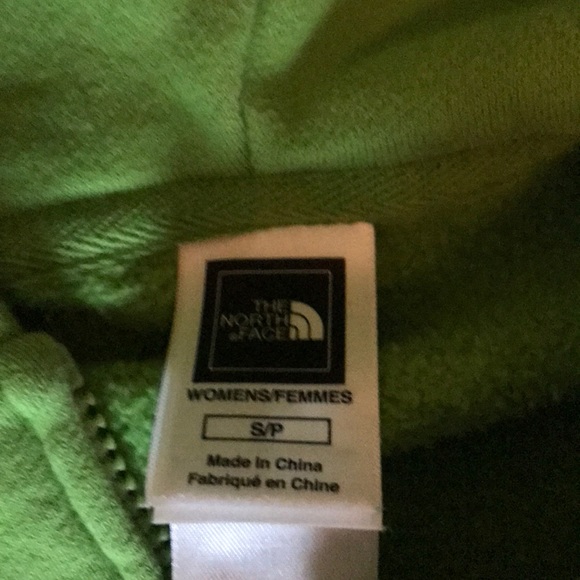 THE
NORTH
FACE
WOMENS/FEMMES
S/P
Made in China
Fabriqué en Chine